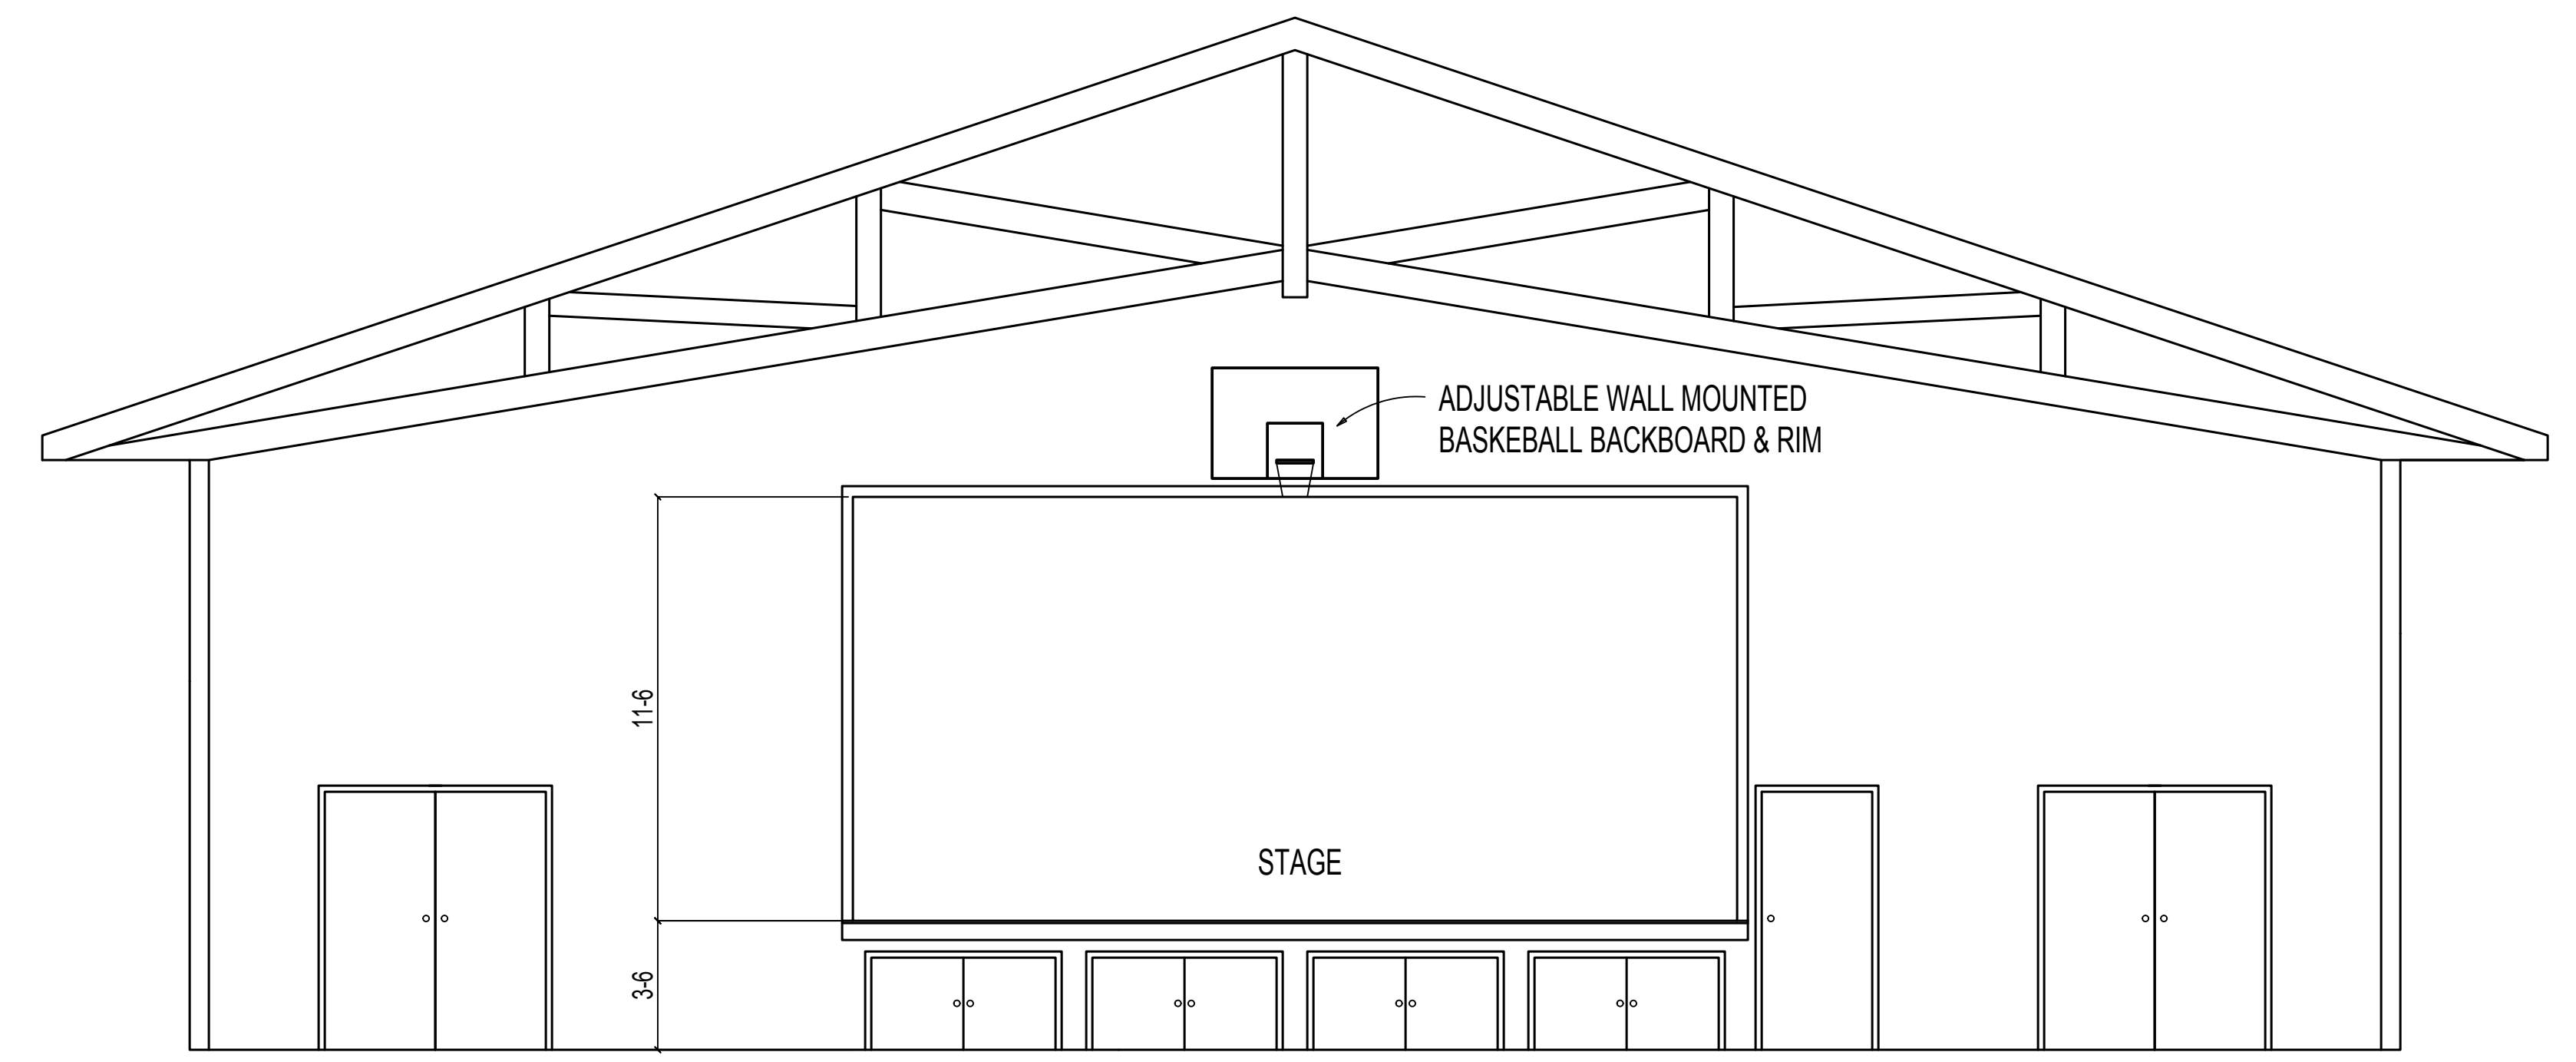 ADJUSTABLE WALL MOUNTED
BASKEBALL BACKBOARD & RIM
11-6
STAGE
3-6